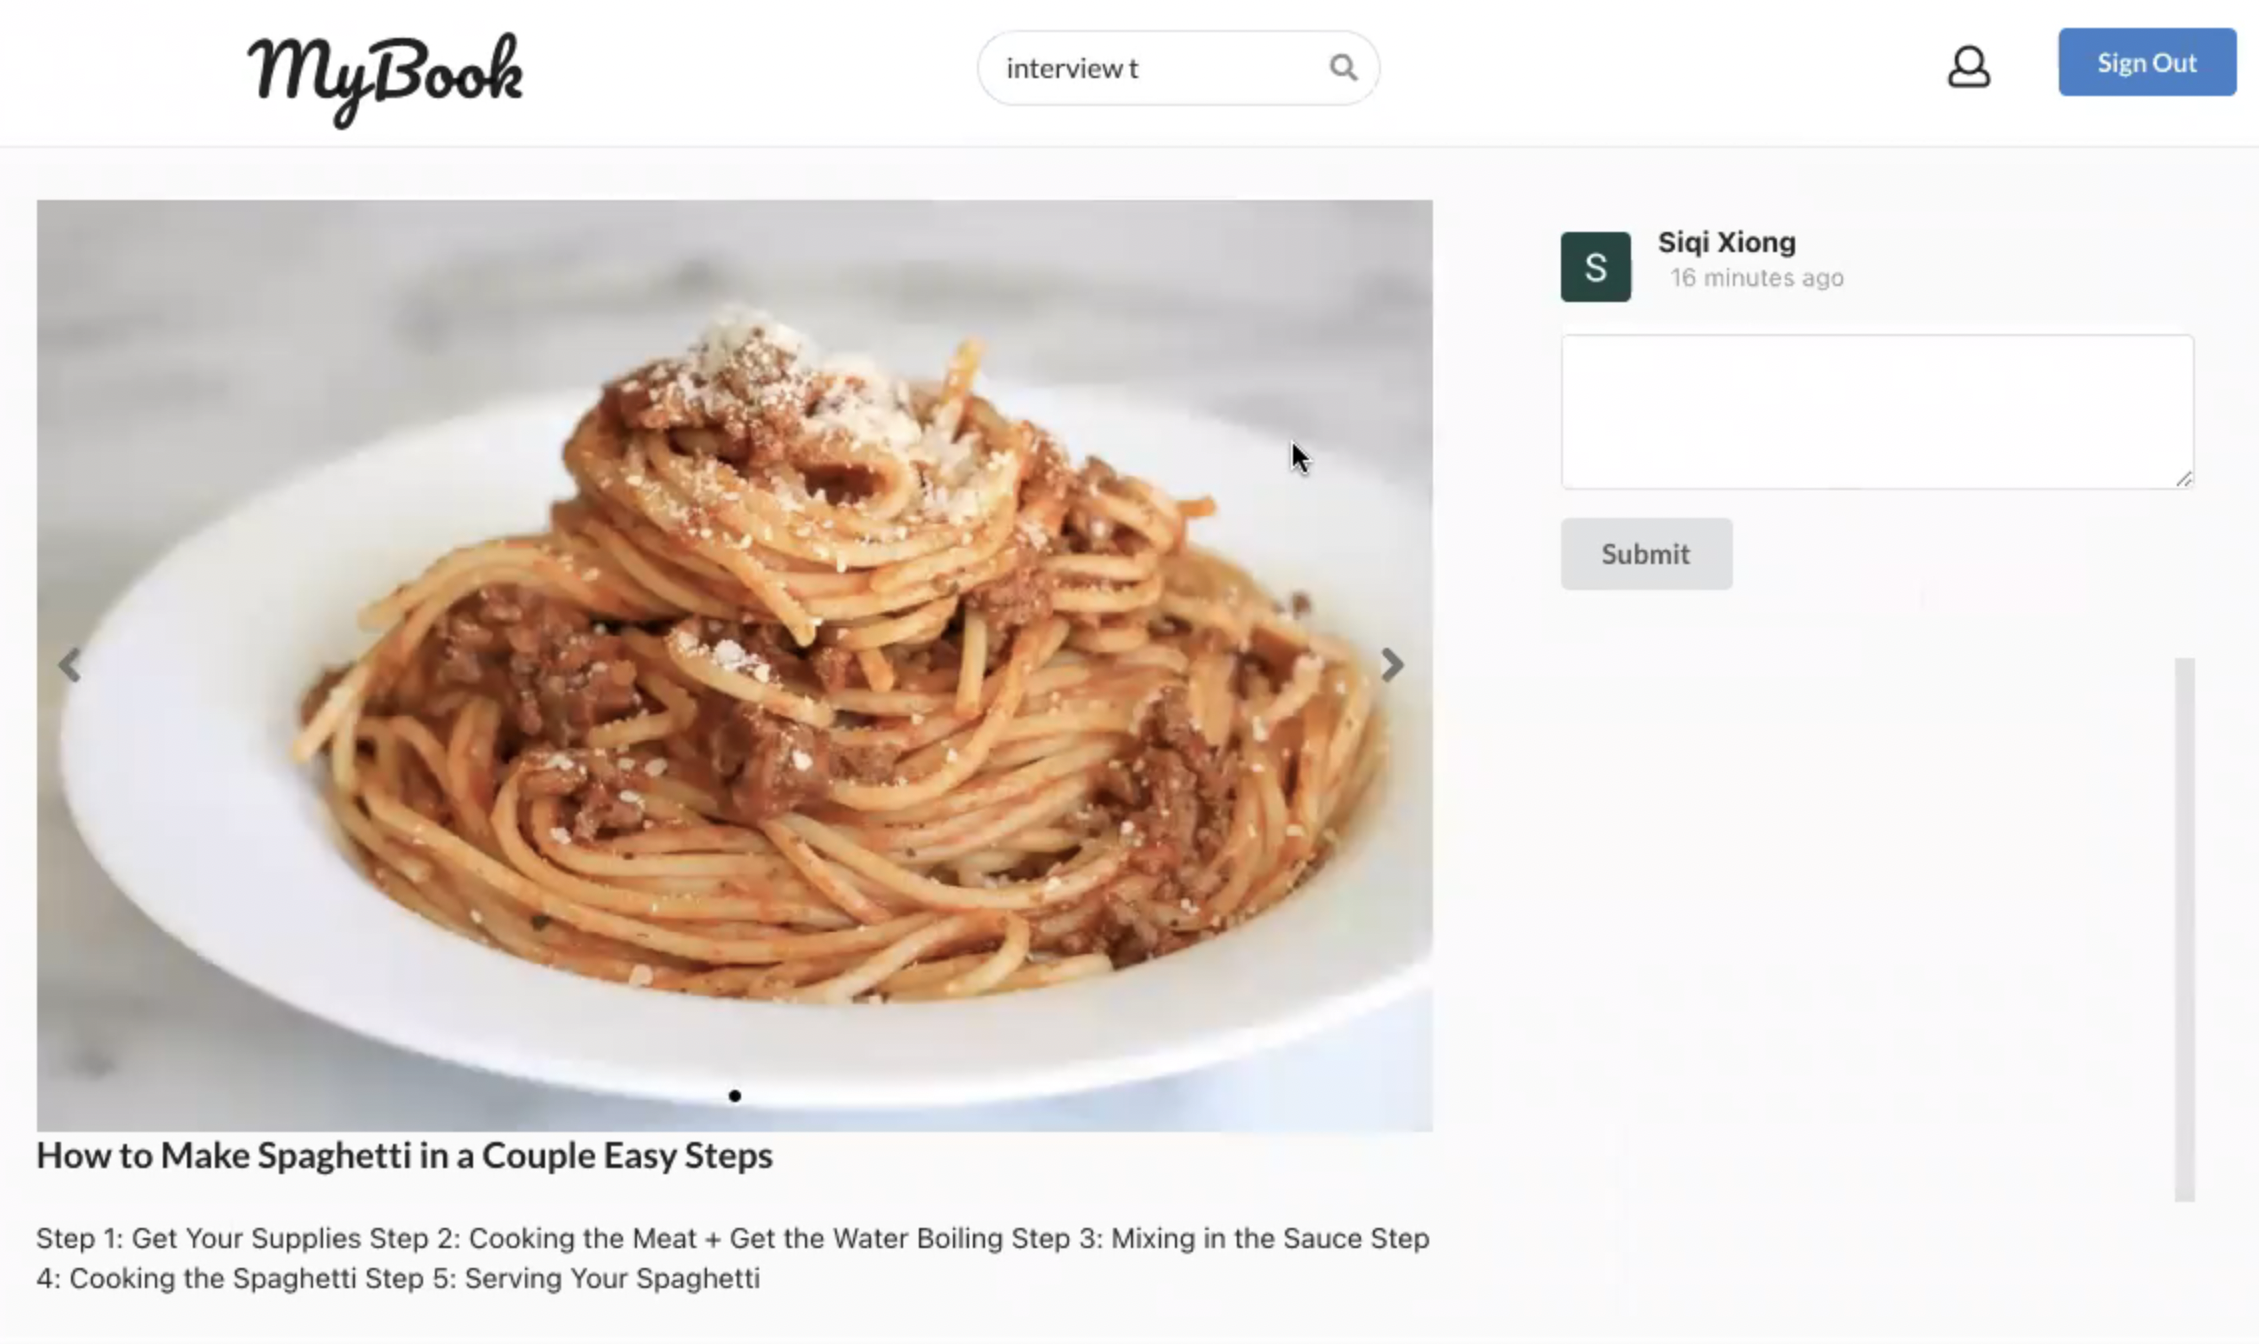 MyBook
interview t
Sign Out
S
Siqi Xiong
16 minutes ago
Submit
How to Make Spaghetti in a Couple Easy Steps
Step 1: Get Your Supplies Step 2: Cooking the Meat + Get the Water Boiling Step 3: Mixing in the Sauce Step
4: Cooking the Spaghetti Step 5: Serving Your Spaghetti